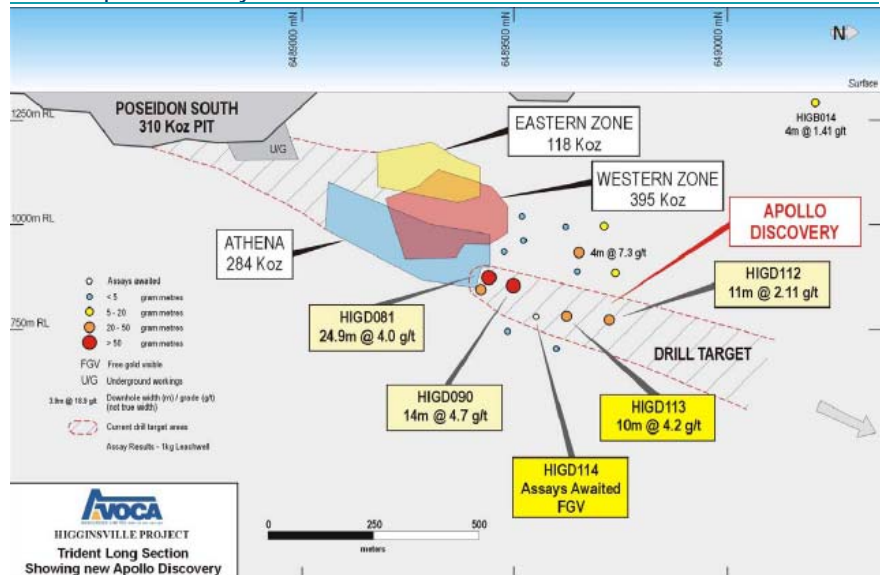 6489000 mN
6489500 mN
6490000 mN
N
Surface
1250m RL
POSEIDON SOUTH
310 Koz PIT
U/G
EASTERN ZONE
118 Koz
HIGB014
4m @ 1.41 g/t
WESTERN ZONE
395 Koz
1000m RL
APOLLO
DISCOVERY
ATHENA
284 Koz
4m @ 7.3 g/t
HIGD112
11m @ 2.11 g/t
Assays awaited
< 5 gram metres
5 - 20 gram metres
20 - 50 gram metres
> 50 gram metres
750m RL
HIGD081
24.9m @ 4.0 g/t
DRILL TARGET
FGV Free gold visible
U/G Underground workings
3.9m @ 18.9 g/t Downhole width (m) / grade (g/t)
(not true width)
HIGD090
14m @ 4.7 g/t
HIGD113
10m @ 4.2 g/t
Current drill target areas
Assay Results - 1kg Leachwell
HIGD114
Assays Awaited
FGV
AVOCA
HIGGINSVILLE PROJECT
Trident Long Section
Showing new Apollo Discovery
0 250 500
meters